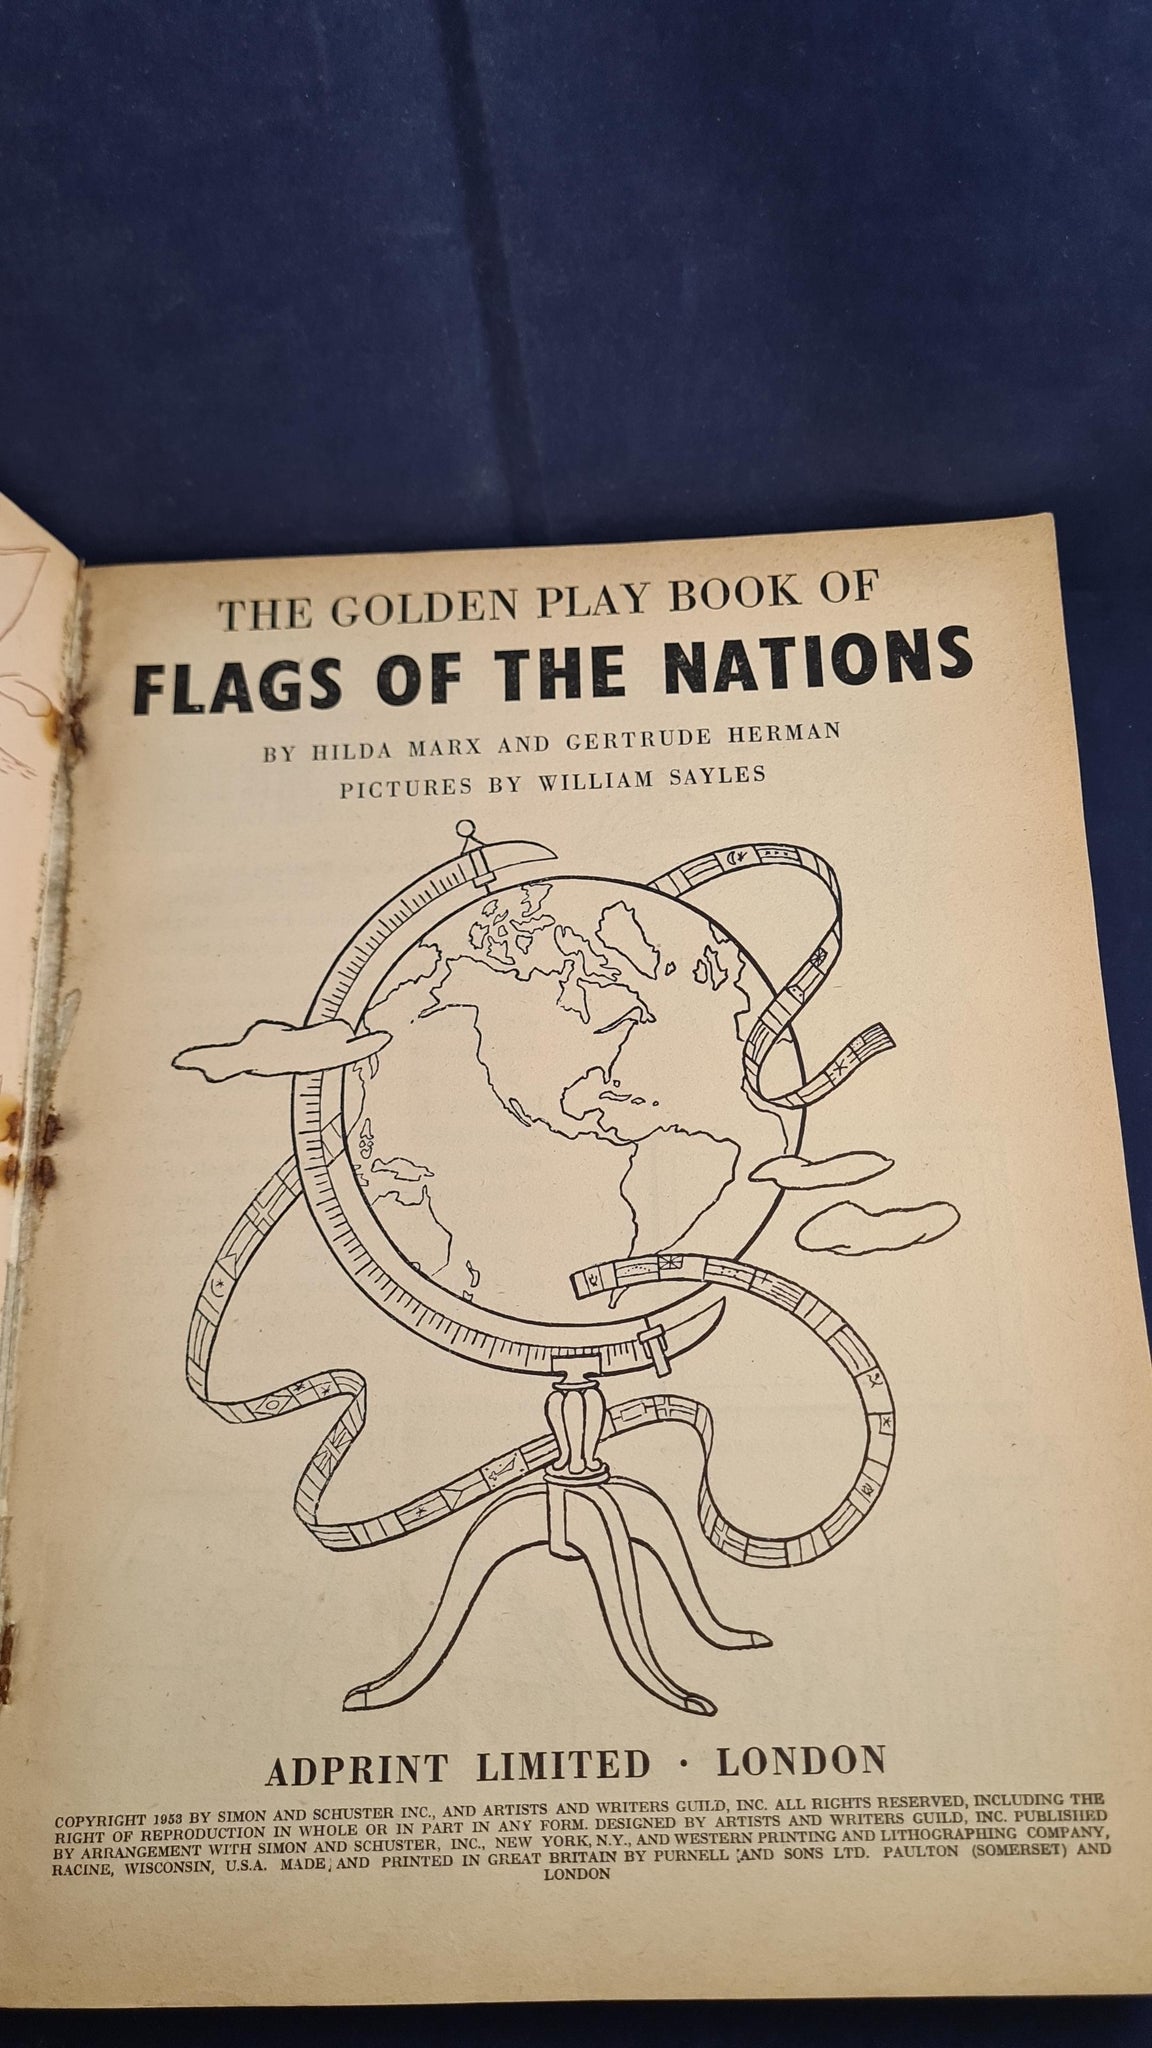 THE GOLDEN PLAY BOOK OF
FLAGS OF THE NATIONS
BY HILDA MARX AND GERTRUDE HERMAN
PICTURES BY WILLIAM SAYLES
ADPRINT LIMITED · LONDON
COPYRIGHT 1953 BY SIMON AND SCHUSTER INC., AND ARTISTS AND WRITERS GUILD, INC. ALL RIGHTS RESERVED, INCLUDING THE
RIGHT OF REPRODUCTION IN WHOLE OR IN PART IN ANY FORM. DESIGNED BY ARTISTS AND WRITERS GUILD, INC. PUBLISHED
BY ARRANGEMENT WITH SIMON AND SCHUSTER, INC., NEW YORK, N.Y., AND WESTERN PRINTING AND LITHOGRAPHING COMPANY,
RACINE, WISCONSIN, U.S.A. MADE AND PRINTED IN GREAT BRITAIN BY PURNELL AND SONS LTD. PAULTON (SOMERSET) AND
LONDON